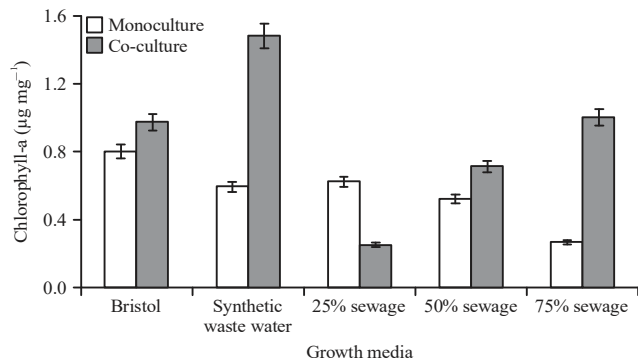 Monoculture
Co-culture
Chlorophyll-a (µg mg⁻¹)
1.6
1.2
0.8
0.4
0.0
Bristol
Synthetic
waste water
25% sewage
50% sewage
75% sewage
Growth media